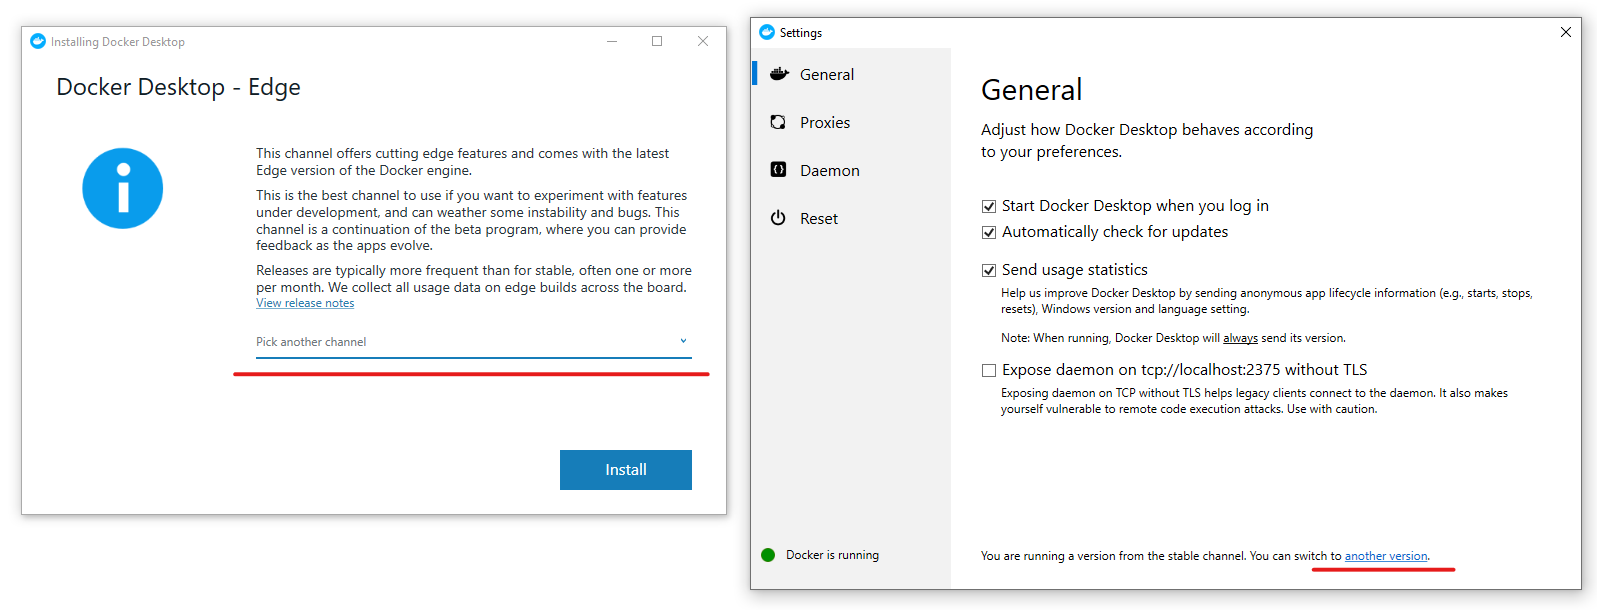 Installing Docker Desktop
Docker Desktop - Edge
This channel offers cutting edge features and comes with the latest
Edge version of the Docker engine.
This is the best channel to use if you want to experiment with features
under development, and can weather some instability and bugs. This
channel is a continuation of the beta program, where you can provide
feedback as the apps evolve.
Releases are typically more frequent than for stable, often one or more
per month. We collect all usage data on edge builds across the board.
View release notes
Pick another channel
Install
Settings
General
Proxies
Daemon
Reset
Docker is running
General
Adjust how Docker Desktop behaves according
to your preferences.
Start Docker Desktop when you log in
Automatically check for updates
Send usage statistics
Help us improve Docker Desktop by sending anonymous app lifecycle information (e.g., starts, stops,
resets), Windows version and language setting.
Note: When running, Docker Desktop will always send its version.
Expose daemon on tcp://localhost:2375 without TLS
Exposing daemon on TCP without TLS helps legacy clients connect to the daemon. It also makes
yourself vulnerable to remote code execution attacks. Use with caution.
You are running a version from the stable channel. You can switch to another version.